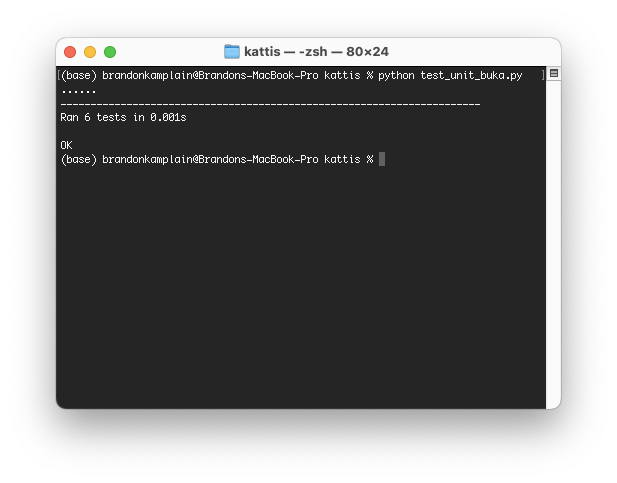 kattis — -zsh — 80×24
[(base) brandonkamplain@Brandons-MacBook-Pro kattis % python test_unit_buka.py ]
......
----------------------------------------------------------------------
Ran 6 tests in 0.001s
OK
(base) brandonkamplain@Brandons-MacBook-Pro kattis %